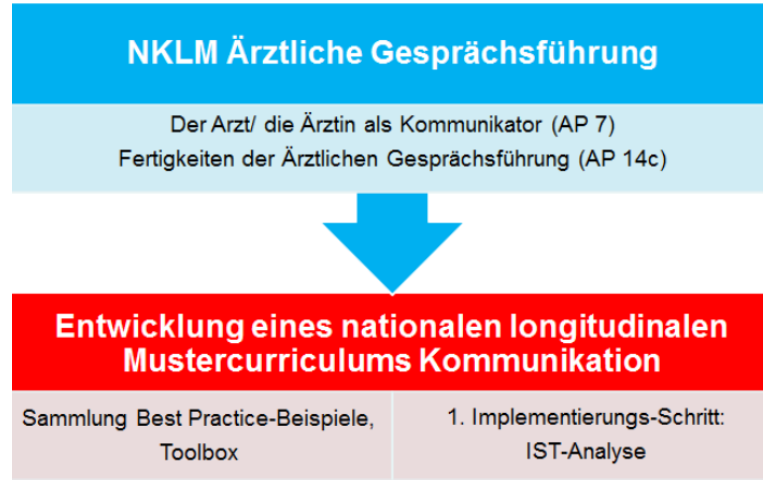 NKLM Ärztliche Gesprächsführung
Der Arzt/ die Ärztin als Kommunikator (AP 7)
Fertigkeiten der Ärztlichen Gesprächsführung (AP 14c)
Entwicklung eines nationalen longitudinalen
Mustercurriculums Kommunikation
Sammlung Best Practice-Beispiele,
Toolbox
1. Implementierungs-Schritt:
IST-Analyse